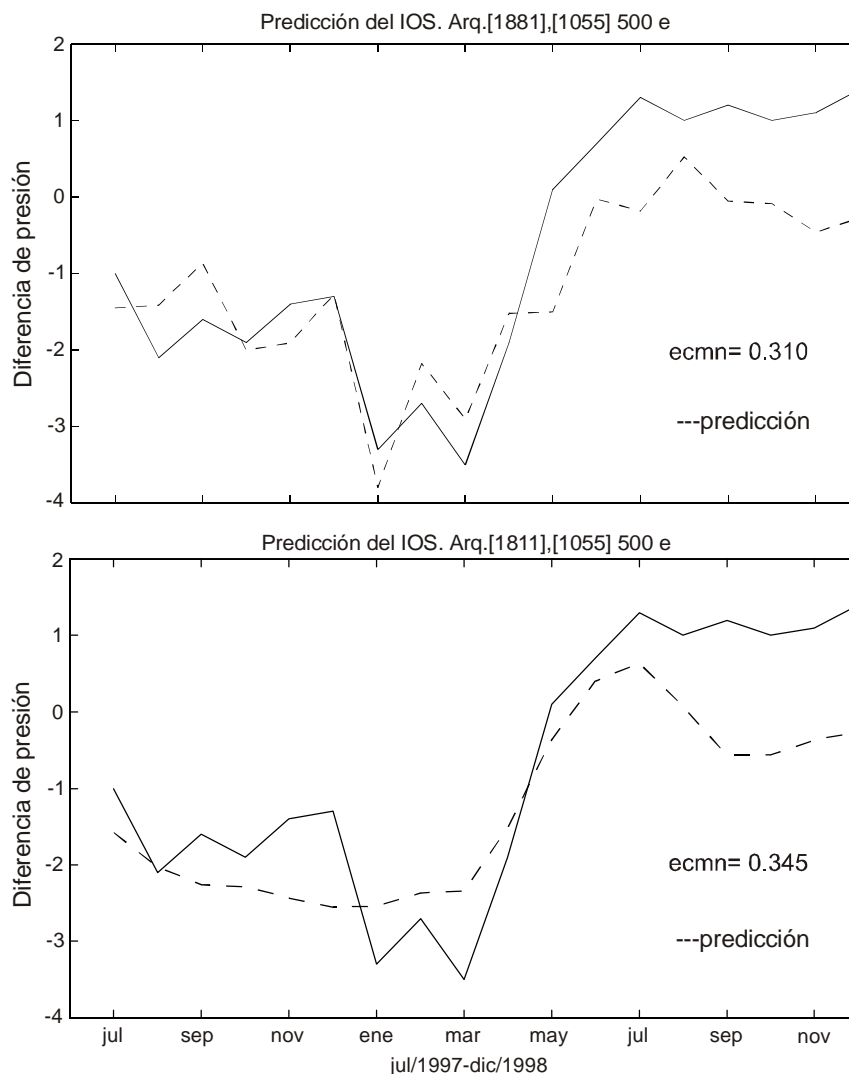 Predicción del IOS. Arq.[1881],[1055] 500 e
2
1
0
-1
-2
-3
-4
Diferencia de presión
ecmn= 0.310
---predicción
Predicción del IOS. Arq.[1811],[1055] 500 e
2
1
0
-1
-2
-3
-4
Diferencia de presión
ecmn= 0.345
---predicción
jul sep nov ene mar may jul sep nov
jul/1997-dic/1998